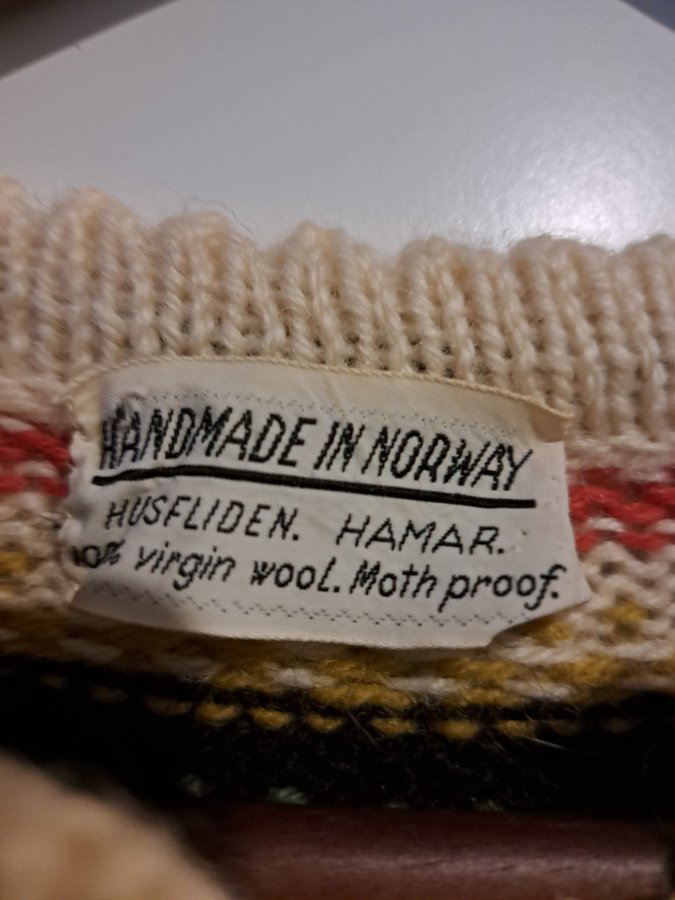 HANDMADE IN NORWAY
HUSFLIDEN. HAMAR.
virgin wool. Moth proof.